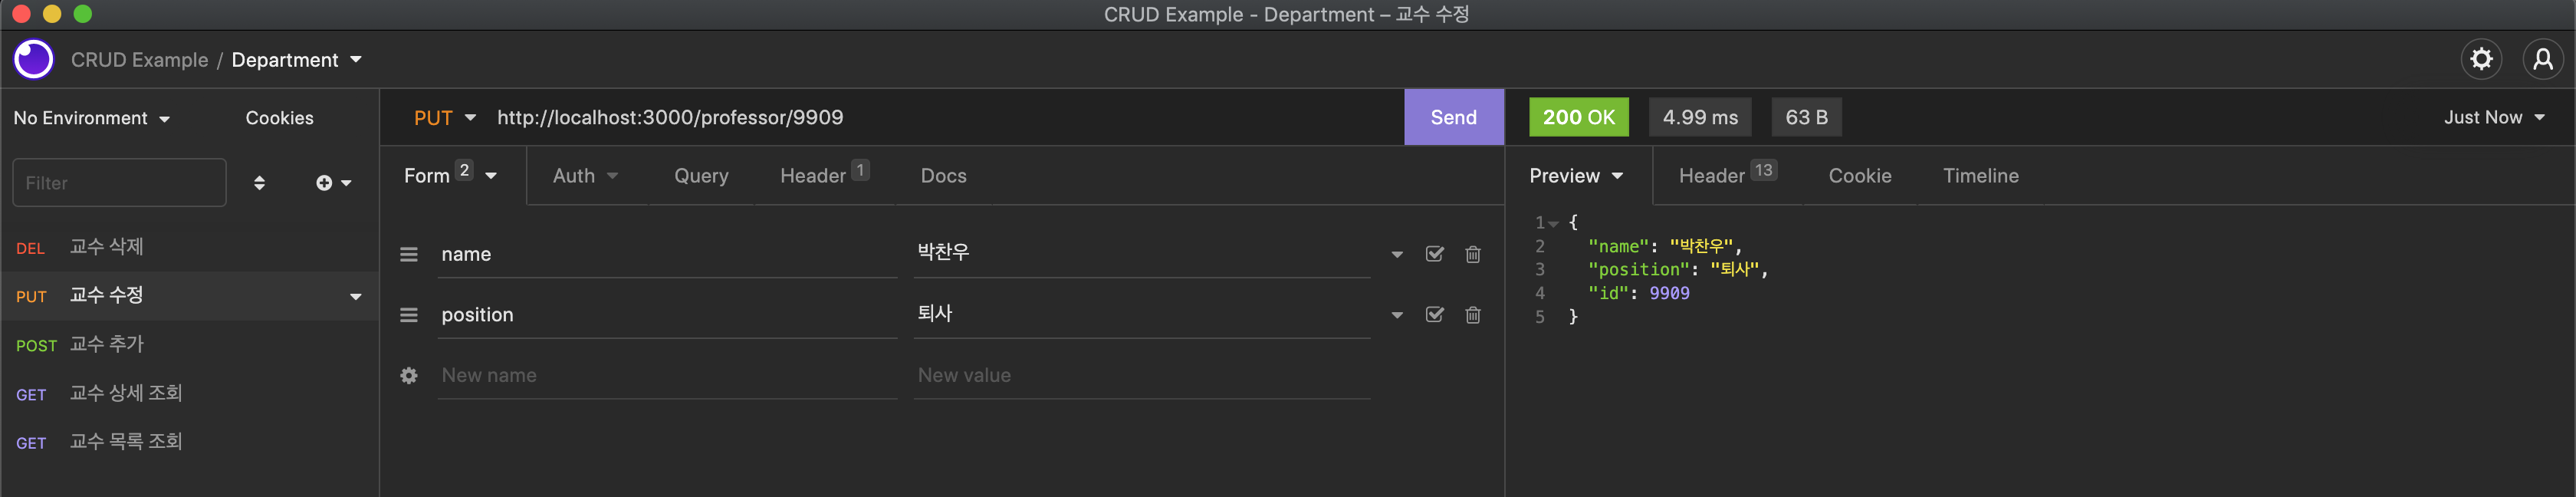 CRUD Example - Department – 교수 수정
CRUD Example / Department
No Environment
Cookies
Filter
DEL 교수 삭제
PUT 교수 수정
POST 교수 추가
GET 교수 상세 조회
GET 교수 목록 조회
PUT http://localhost:3000/professor/9909 Send
Form 2 Auth Query Header 1 Docs
name 박찬우
position 퇴사
New name New value
200 OK 4.99 ms 63 B Just Now
Preview Header 13 Cookie Timeline
1 {
2 "name": "박찬우",
3 "position": "퇴사",
4 "id": 9909
5 }